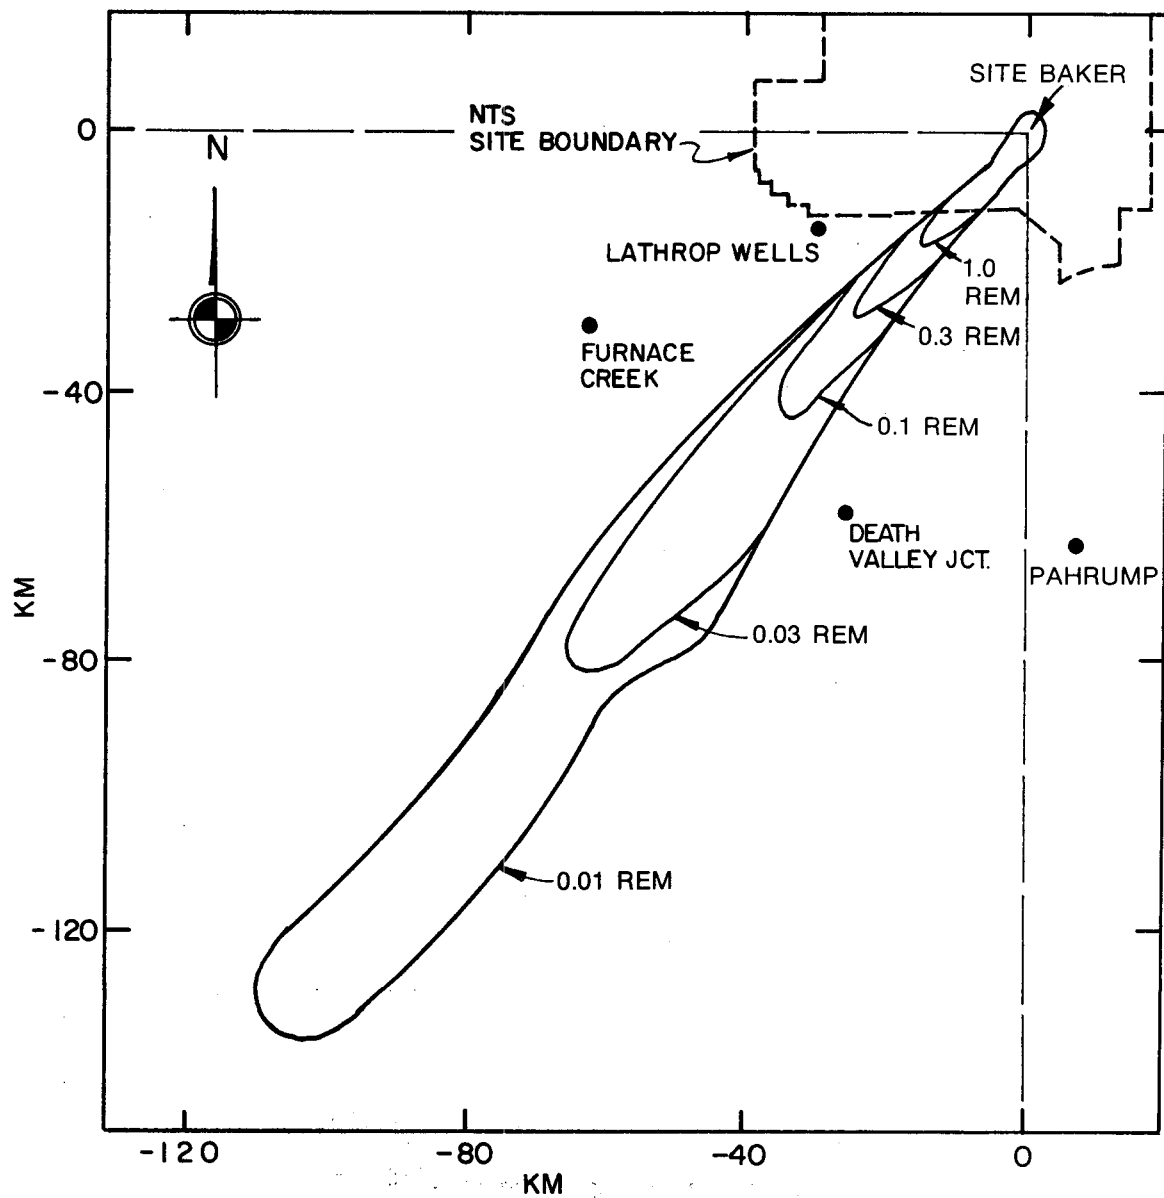 SITE BAKER
NTS
SITE BOUNDARY
0
N
LATHROP WELLS
1.0
REM
0.3 REM
FURNACE
CREEK
-40
0.1 REM
DEATH
VALLEY JCT.
PAHRUMP
KM
0.03 REM
-80
0.01 REM
-120
-120
-80
-40
0
KM